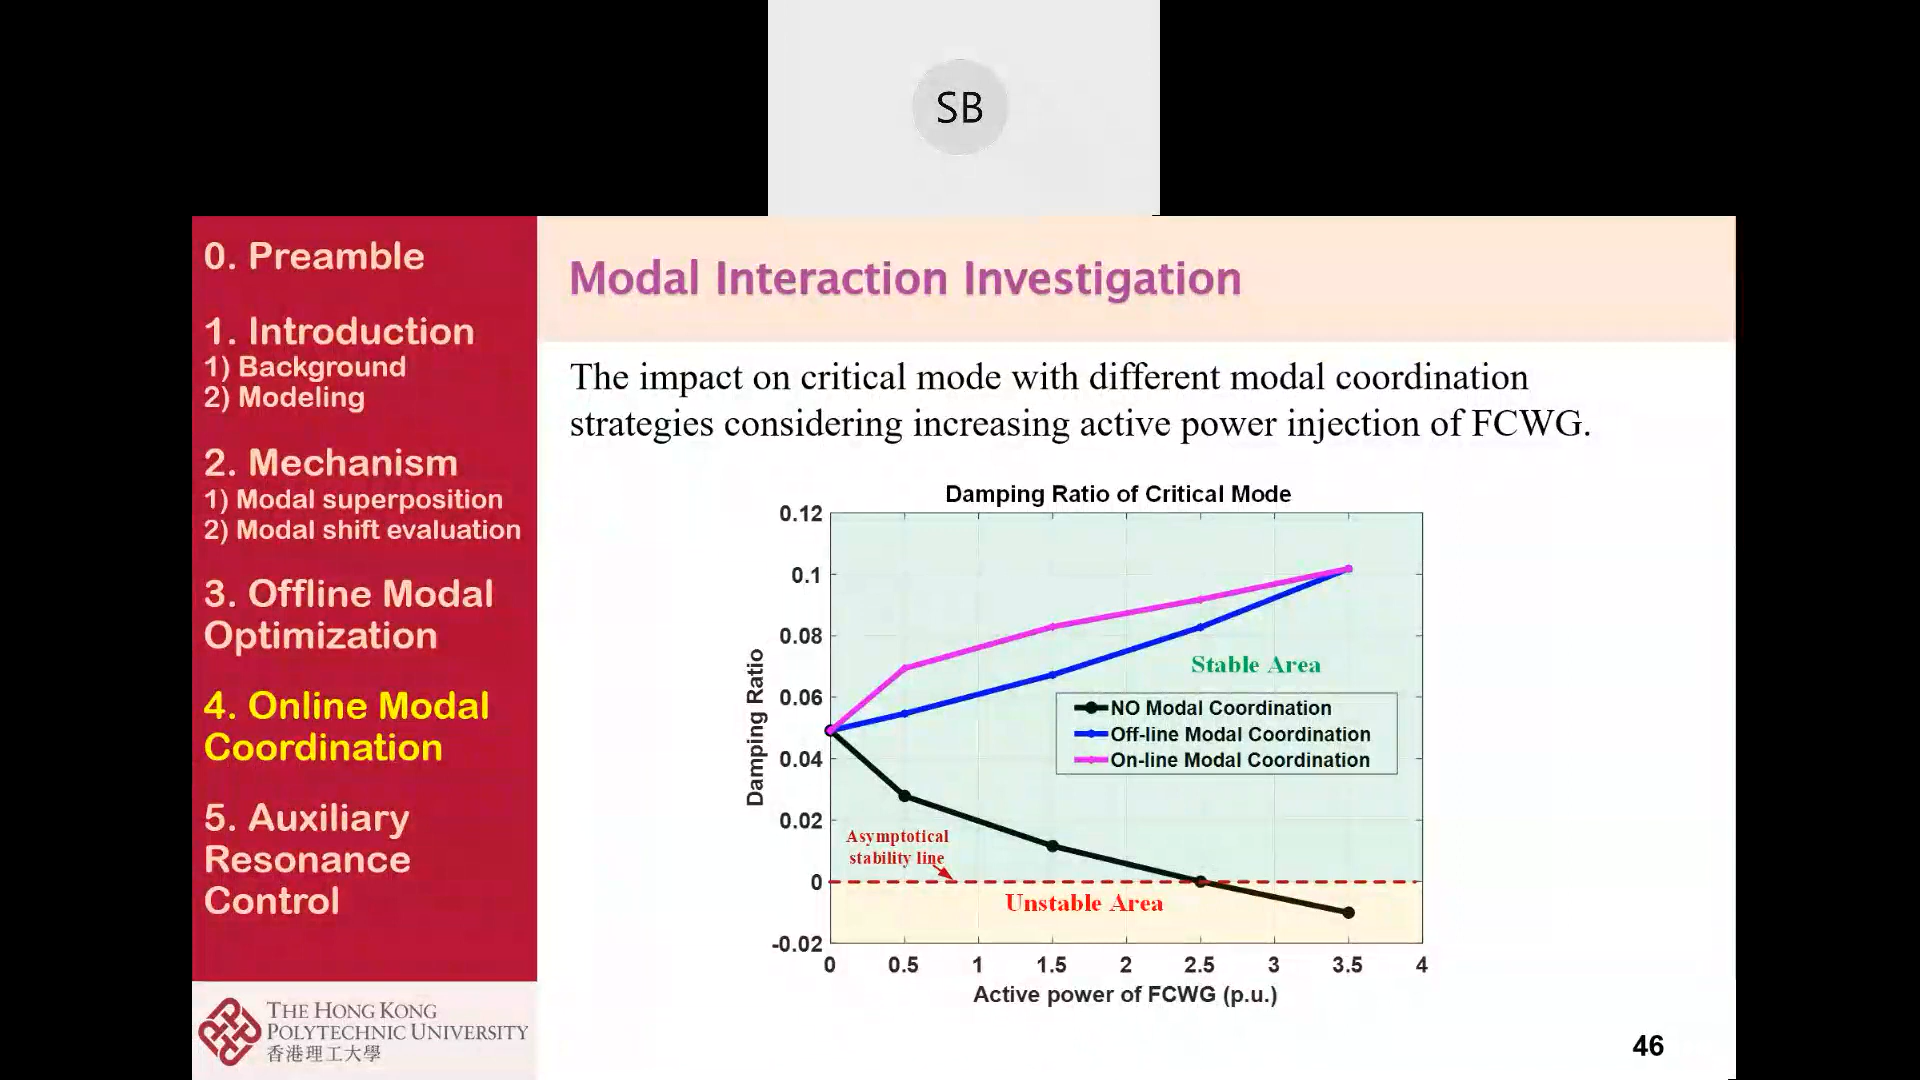 SB
0. Preamble
1. Introduction
1) Background
2) Modeling
2. Mechanism
1) Modal superposition
2) Modal shift evaluation
3. Offline Modal
Optimization
4. Online Modal
Coordination
5. Auxiliary
Resonance
Control
THE HONG KONG
POLYTECHNIC UNIVERSITY
香港理工大學
Modal Interaction Investigation
The impact on critical mode with different modal coordination
strategies considering increasing active power injection of FCWG.
Damping Ratio of Critical Mode
0.12
0.1
0.08
0.06
0.04
0.02
0
-0.02
Damping Ratio
Stable Area
NO Modal Coordination
Off-line Modal Coordination
On-line Modal Coordination
Asymptotical
stability line
Unstable Area
0 0.5 1 1.5 2 2.5 3 3.5 4
Active power of FCWG (p.u.)
46